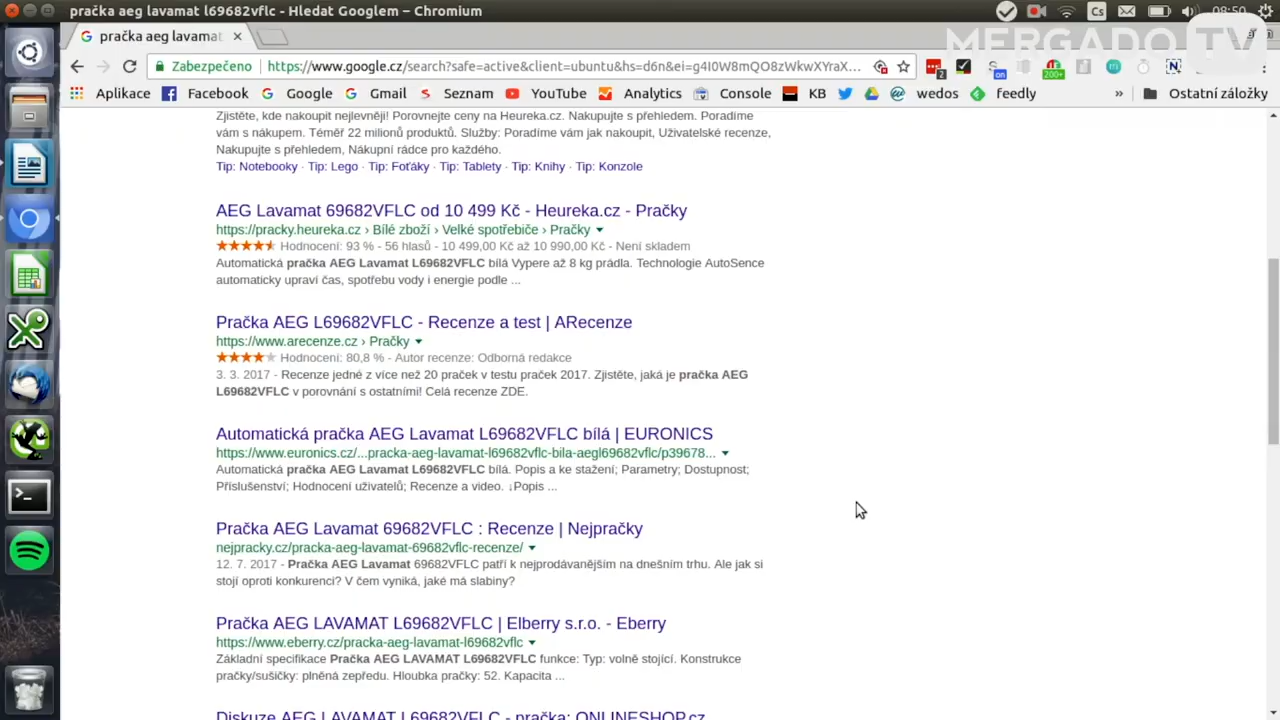 pračka aeg lavamat l69682vflc - Hledat Googlem – Chromium
Cs
08:50
MERGADO TV
pračka aeg lavamat
Zabezpečeno
https://www.google.cz/search?safe=active&client=ubuntu&hs=d6n&ei=g4I0W8mQO8zWkwXYraX...
2
on
200+
Aplikace
Facebook
Google
Gmail
Seznam
YouTube
Analytics
Console
KB
wedos
feedly
»
Ostatní záložky
Zjistěte, kde nakoupit nejlevněji! Porovnejte ceny na Heureka.cz. Nakupujte s přehledem. Poradíme
vám s nákupem. Téměř 22 milionů produktů. Služby: Poradíme vám jak nakoupit, Uživatelské recenze,
Nakupujte s přehledem, Nákupní rádce pro každého.
Tip: Notebooky · Tip: Lego · Tip: Foťáky · Tip: Tablety · Tip: Knihy · Tip: Konzole
AEG Lavamat 69682VFLC od 10 499 Kč - Heureka.cz - Pračky
https://pracky.heureka.cz › Bílé zboží › Velké spotřebiče › Pračky
Hodnocení: 93 % - 56 hlasů - 10 499,00 Kč až 10 990,00 Kč - Není skladem
Automatická pračka AEG Lavamat L69682VFLC bílá Vypere až 8 kg prádla. Technologie AutoSence
automaticky upraví čas, spotřebu vody i energie podle ...
Pračka AEG L69682VFLC - Recenze a test | ARecenze
https://www.arecenze.cz › Pračky
Hodnocení: 80,8 % - Autor recenze: Odborná redakce
3. 3. 2017 - Recenze jedné z více než 20 praček v testu praček 2017. Zjistěte, jaká je pračka AEG
L69682VFLC v porovnání s ostatními! Celá recenze ZDE.
Automatická pračka AEG Lavamat L69682VFLC bílá | EURONICS
https://www.euronics.cz/...pracka-aeg-lavamat-l69682vflc-bila-aegl69682vflc/p39678...
Automatická pračka AEG Lavamat L69682VFLC bílá. Popis a ke stažení; Parametry; Dostupnost;
Příslušenství; Hodnocení uživatelů; Recenze a video. ↓Popis ...
Pračka AEG Lavamat 69682VFLC : Recenze | Nejpračky
nejpracky.cz/pracka-aeg-lavamat-69682vflc-recenze/
12. 7. 2017 - Pračka AEG Lavamat 69682VFLC patří k nejprodávanějším na dnešním trhu. Ale jak si
stojí oproti konkurenci? V čem vyniká, jaké má slabiny?
Pračka AEG LAVAMAT L69682VFLC | Elberry s.r.o. - Eberry
https://www.eberry.cz/pracka-aeg-lavamat-l69682vflc
Základní specifikace Pračka AEG LAVAMAT L69682VFLC funkce: Typ: volně stojící. Konstrukce
pračky/sušičky: plněná zepředu. Hloubka pračky: 52. Kapacita ...
Diskuze AEG LAVAMAT L69682VFLC - pračka: ONLINESHOP.cz